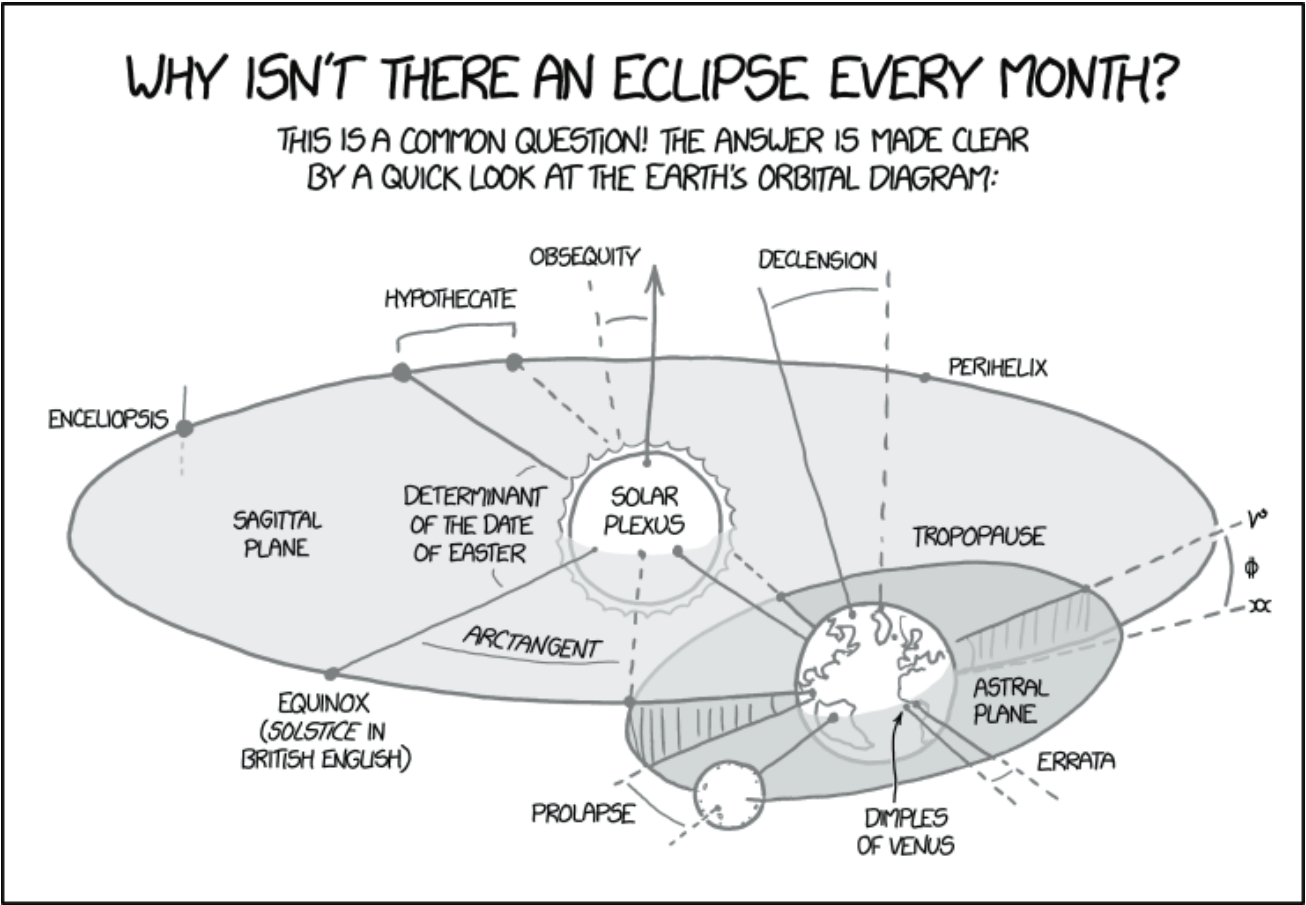 WHY ISN'T THERE AN ECLIPSE EVERY MONTH?
THIS IS A COMMON QUESTION! THE ANSWER IS MADE CLEAR
BY A QUICK LOOK AT THE EARTH'S ORBITAL DIAGRAM:
OBSEQUITY
DECLENSION
HYPOTHECATE
PERIHELIX
ENCELIOPSIS
DETERMINANT
OF THE DATE
OF EASTER
SOLAR
PLEXUS
SAGITTAL
PLANE
TROPOPAUSE
ϕ
ARCTANGENT
EQUINOX
(SOLSTICE IN
BRITISH ENGLISH)
ASTRAL
PLANE
ERRATA
PROLAPSE
DIMPLES
OF VENUS